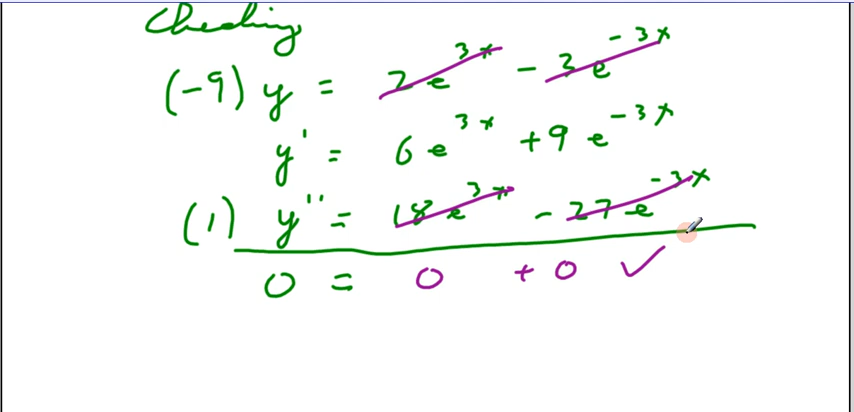 Checking
(-9) y = 2e^{3x} - 3e^{-3x}
y' = 6e^{3x} + 9e^{-3x}
(1) y'' = 18e^{3x} - 27e^{-3x}
0 = 0 + 0 ✓